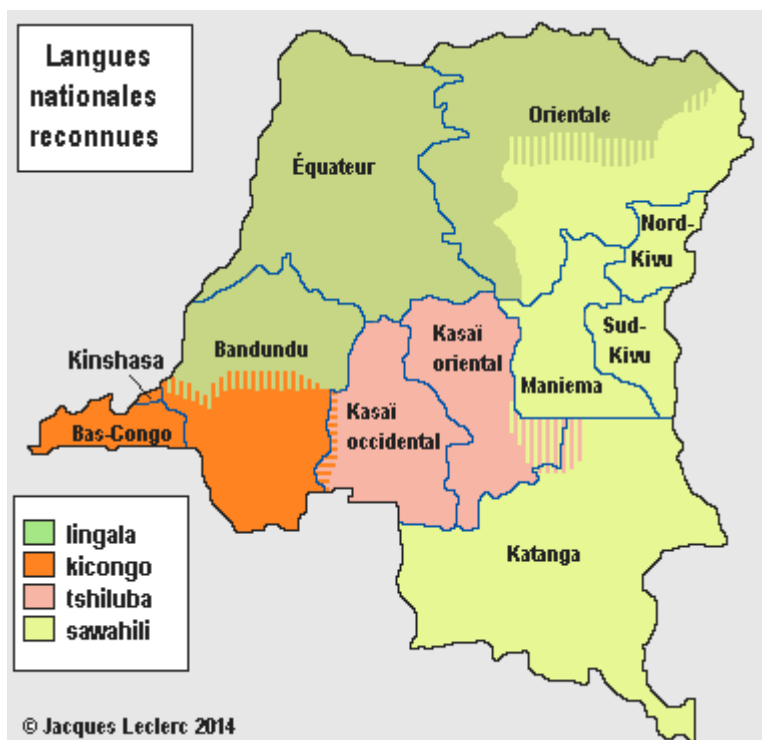 Langues
nationales
reconnues
Orientale
Équateur
Nord-
Kivu
Bandundu
Kasaï
oriental
Sud-
Kivu
Kinshasa
Maniema
Bas-Congo
Kasaï
occidental
Katanga
lingala
kicongo
tshiluba
sawahili
© Jacques Leclerc 2014